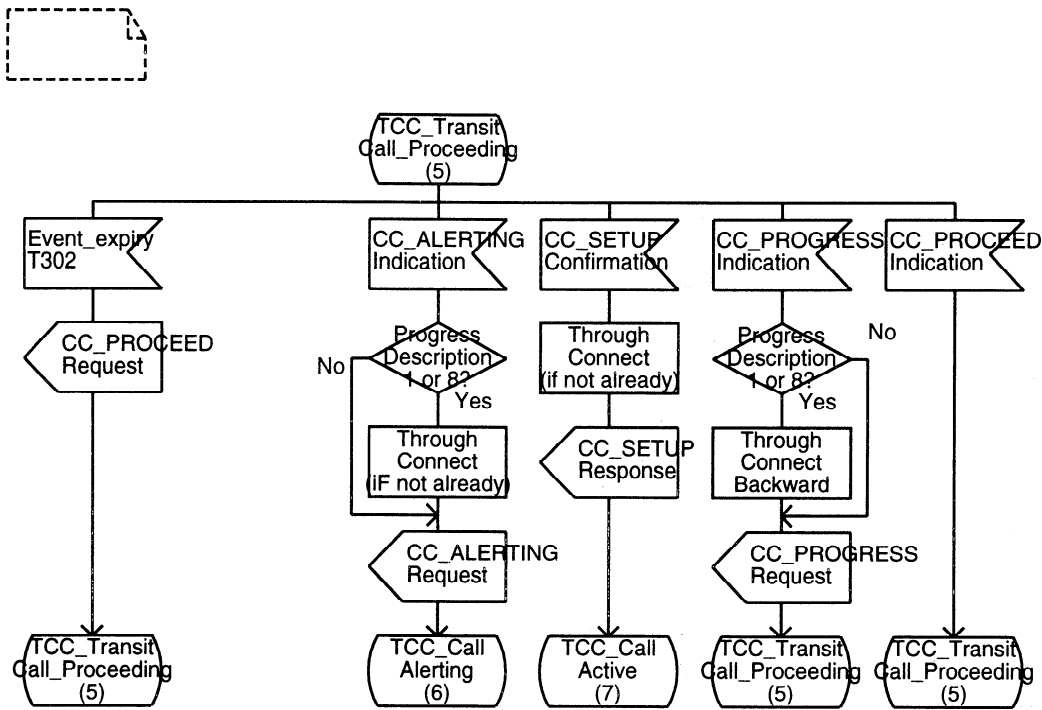 TCC_Transit
Call_Proceeding
(5)
Event_expiry
T302
CC_PROCEED
Request
TCC_Transit
Call_Proceeding
(5)
CC_ALERTING
Indication
Progress
Description
1 or 8?
No
Yes
Through
Connect
(iF not already)
CC_ALERTING
Request
TCC_Call
Alerting
(6)
CC_SETUP
Confirmation
Through
Connect
(if not already)
CC_SETUP
Response
TCC_Call
Active
(7)
CC_PROGRESS
Indication
Progress
Description
1 or 8?
No
Yes
Through
Connect
Backward
CC_PROGRESS
Request
TCC_Transit
Call_Proceeding
(5)
CC_PROCEED
Indication
TCC_Transit
Call_Proceeding
(5)